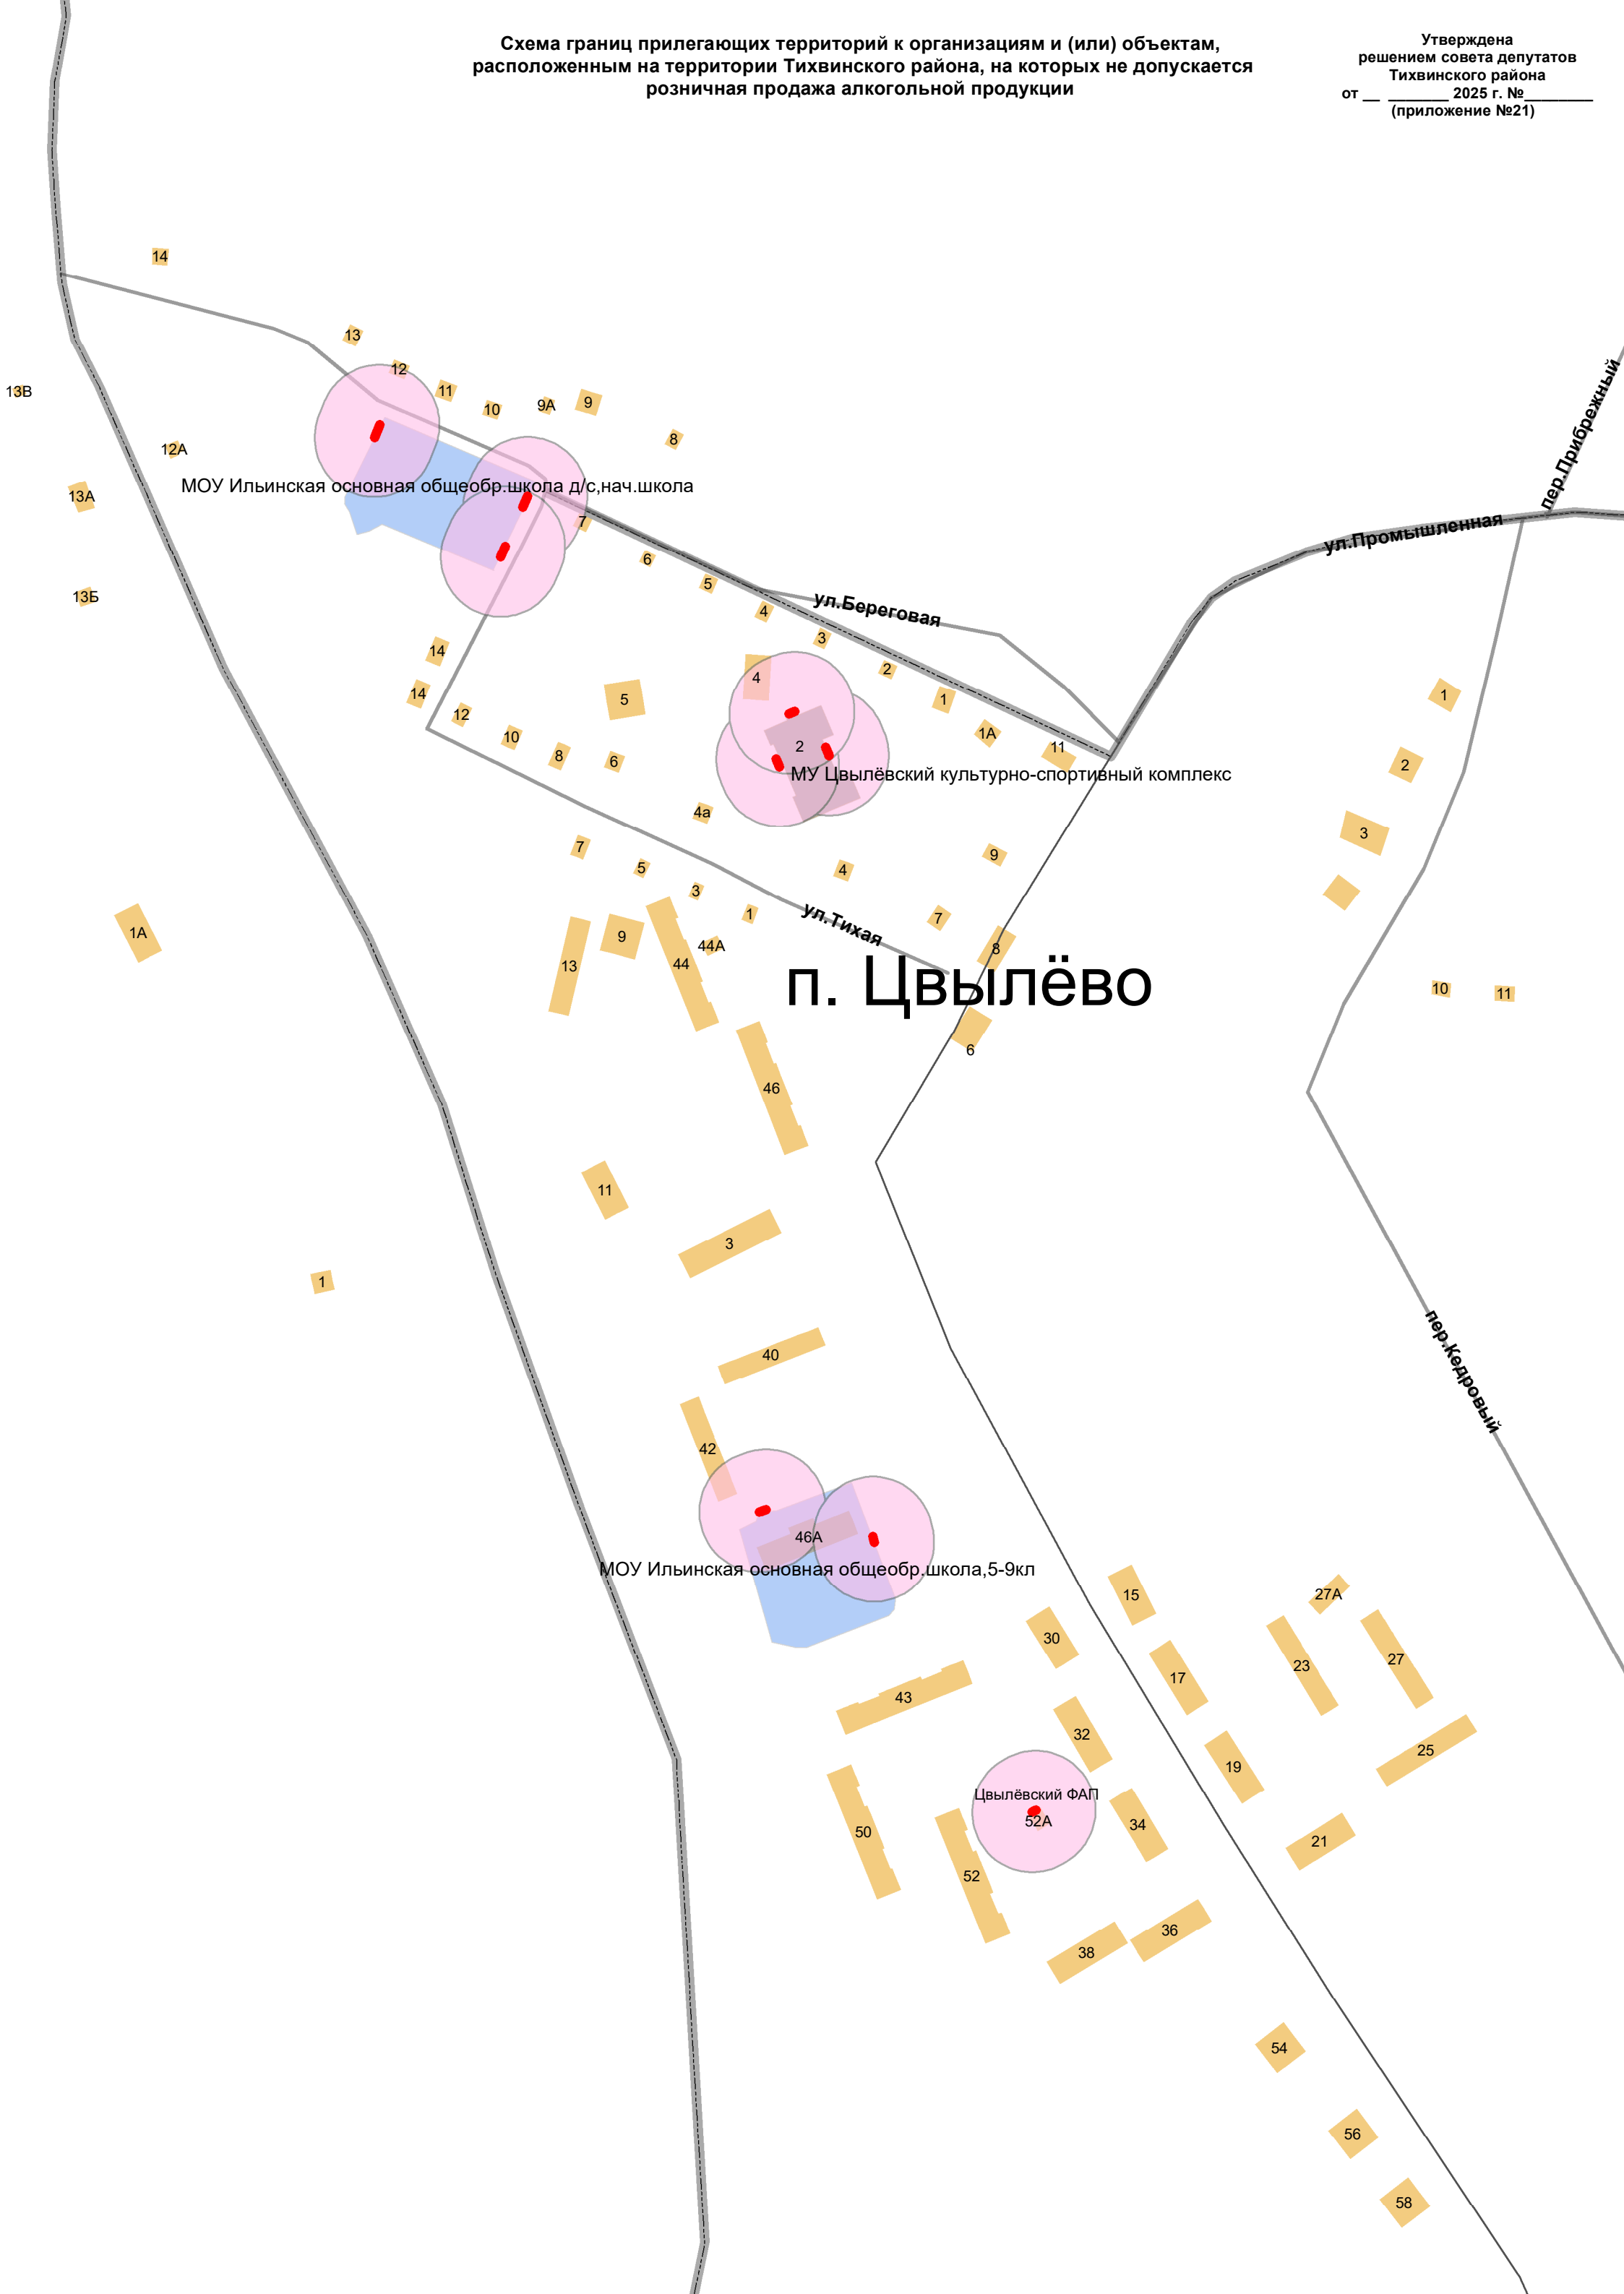 Схема границ прилегающих территорий к организациям и (или) объектам,
расположенным на территории Тихвинского района, на которых не допускается
розничная продажа алкогольной продукции
Утверждена
решением совета депутатов
Тихвинского района
от __ _______ 2025 г. №________
(приложение №21)
14
13
12
13В
11
10
9А
9
8
12А
пер.Прибрежный
МОУ Ильинская основная общеобр.школа д/с,нач.школа
13А
7
ул.Промышленная
6
5
13Б
ул.Береговая
4
3
14
2
4
14
5
1
1
12
1А
10
2
11
8
6
2
МУ Цвылёвский культурно-спортивный комплекс
4а
3
7
9
5
4
3
1
7
ул.Тихая
1А
9
44А
8
13
44
п. Цвылёво
10
11
6
46
11
3
1
40
пер.Кедровый
42
46А
МОУ Ильинская основная общеобр.школа,5-9кл
15
27А
30
27
23
17
43
32
25
19
Цвылёвский ФАП
52А
34
50
21
52
36
38
54
56
58